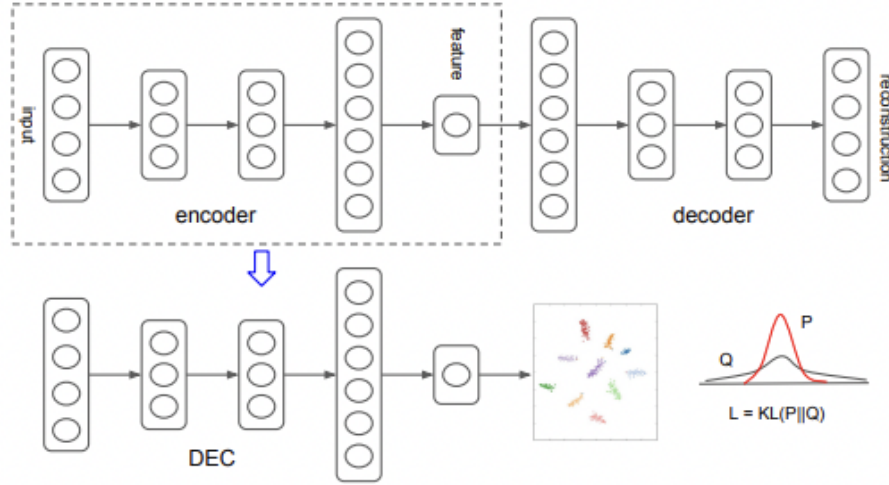 input
feature
reconstruction
encoder
decoder
DEC
P
Q
L = KL(P||Q)